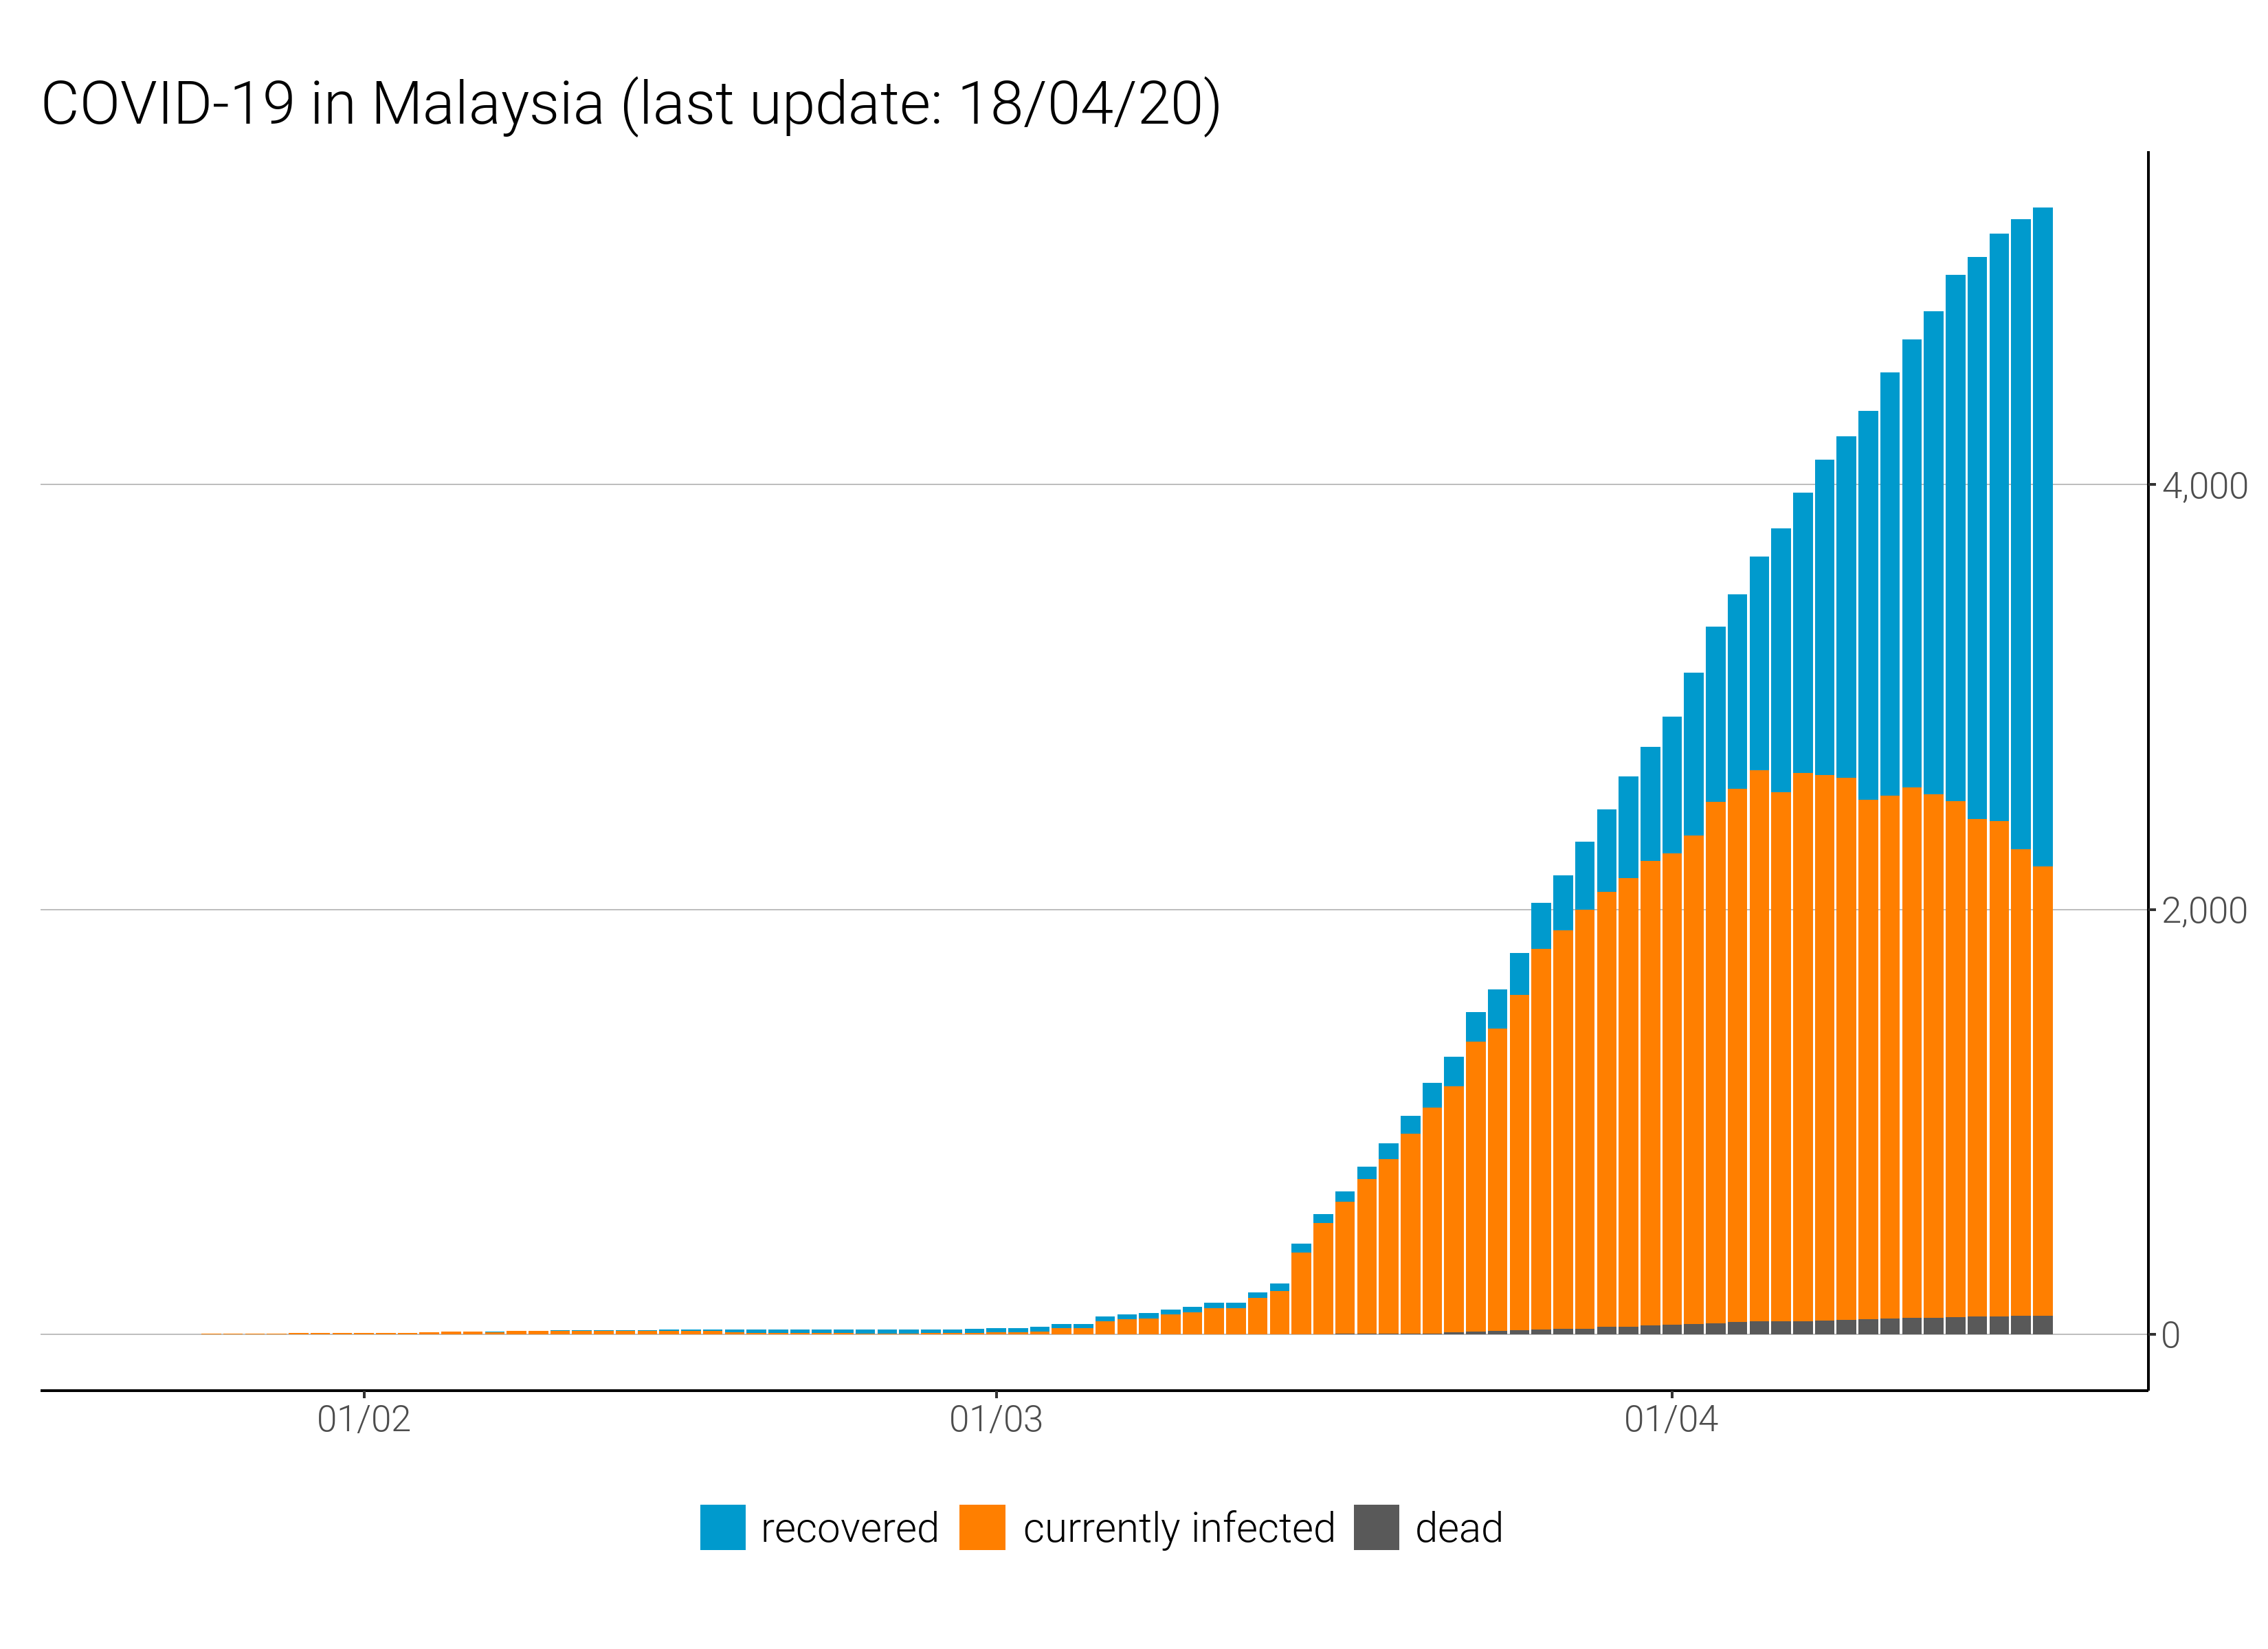 COVID-19 in Malaysia (last update: 18/04/20)
4,000
2,000
0
01/02 01/03 01/04
recovered currently infected dead